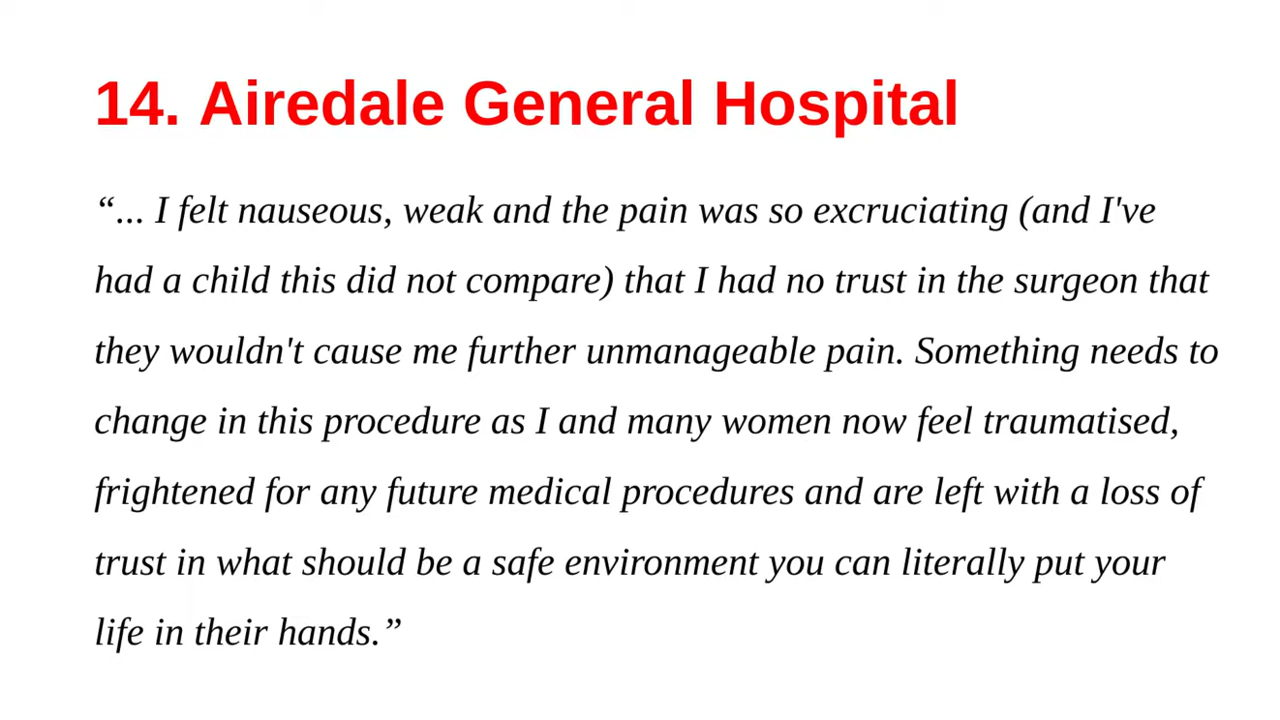 14. Airedale General Hospital
“... I felt nauseous, weak and the pain was so excruciating (and I've
had a child this did not compare) that I had no trust in the surgeon that
they wouldn't cause me further unmanageable pain. Something needs to
change in this procedure as I and many women now feel traumatised,
frightened for any future medical procedures and are left with a loss of
trust in what should be a safe environment you can literally put your
life in their hands.”